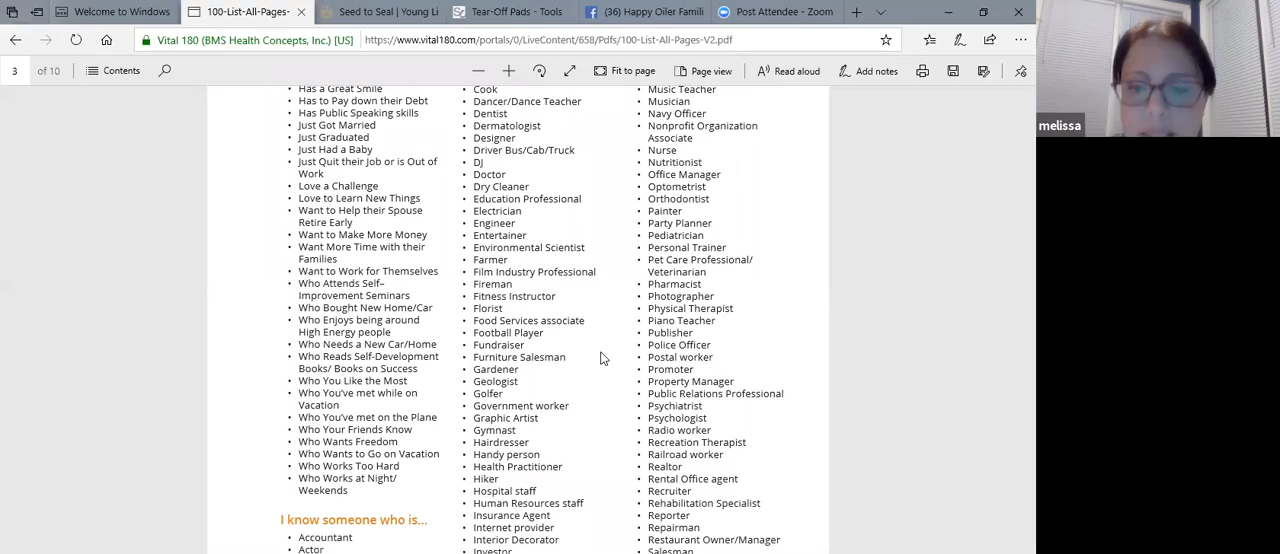 Welcome to Windows
100-List-All-Pages-
Seed to Seal | Young Li
Tear-Off Pads - Tools
(36) Happy Oiler Famili
Post Attendee - Zoom
Vital 180 (BMS Health Concepts, Inc.) [US]
https://www.vital180.com/portals/0/LiveContent/658/Pdfs/100-List-All-Pages-V2.pdf
3 of 10
Contents
Fit to page
Page view
Read aloud
Add notes
melissa
• Has a Great Smile
• Has to Pay down their Debt
• Has Public Speaking skills
• Just Got Married
• Just Graduated
• Just Had a Baby
• Just Quit their Job or is Out of
Work
• Love a Challenge
• Love to Learn New Things
• Want to Help their Spouse
Retire Early
• Want to Make More Money
• Want More Time with their
Families
• Want to Work for Themselves
• Who Attends Self–
Improvement Seminars
• Who Bought New Home/Car
• Who Enjoys being around
High Energy people
• Who Needs a New Car/Home
• Who Reads Self-Development
Books/ Books on Success
• Who You Like the Most
• Who You've met while on
Vacation
• Who You've met on the Plane
• Who Your Friends Know
• Who Wants Freedom
• Who Wants to Go on Vacation
• Who Works Too Hard
• Who Works at Night/
Weekends
I know someone who is...
• Accountant
• Actor
• Cook
• Dancer/Dance Teacher
• Dentist
• Dermatologist
• Designer
• Driver Bus/Cab/Truck
• DJ
• Doctor
• Dry Cleaner
• Education Professional
• Electrician
• Engineer
• Entertainer
• Environmental Scientist
• Farmer
• Film Industry Professional
• Fireman
• Fitness Instructor
• Florist
• Food Services associate
• Football Player
• Fundraiser
• Furniture Salesman
• Gardener
• Geologist
• Golfer
• Government worker
• Graphic Artist
• Gymnast
• Hairdresser
• Handy person
• Health Practitioner
• Hiker
• Hospital staff
• Human Resources staff
• Insurance Agent
• Internet provider
• Interior Decorator
• Investor
• Music Teacher
• Musician
• Navy Officer
• Nonprofit Organization
Associate
• Nurse
• Nutritionist
• Office Manager
• Optometrist
• Orthodontist
• Painter
• Party Planner
• Pediatrician
• Personal Trainer
• Pet Care Professional/
Veterinarian
• Pharmacist
• Photographer
• Physical Therapist
• Piano Teacher
• Publisher
• Police Officer
• Postal worker
• Promoter
• Property Manager
• Public Relations Professional
• Psychiatrist
• Psychologist
• Radio worker
• Recreation Therapist
• Railroad worker
• Realtor
• Rental Office agent
• Recruiter
• Rehabilitation Specialist
• Reporter
• Repairman
• Restaurant Owner/Manager
• Salesman